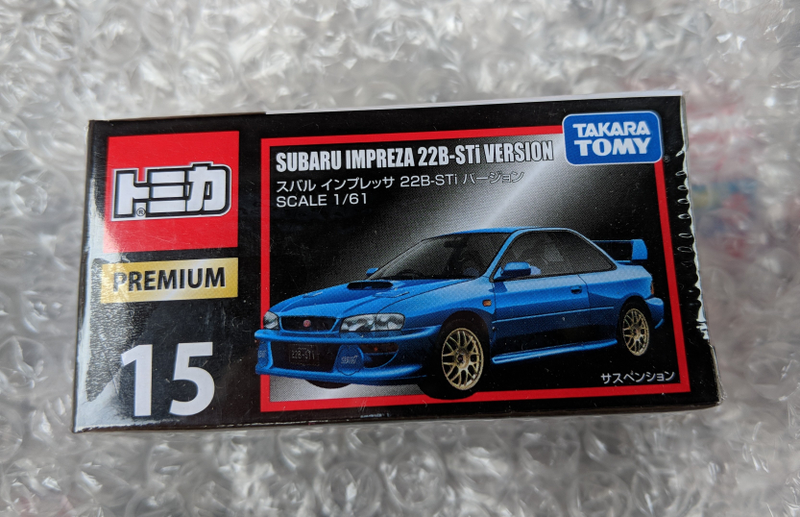 トミカ
®
PREMIUM
15
SUBARU IMPREZA 22B-STi VERSION
スバル インプレッサ 22B-STi バージョン
SCALE 1/61
TAKARA
TOMY
22B-STi
サスペンション